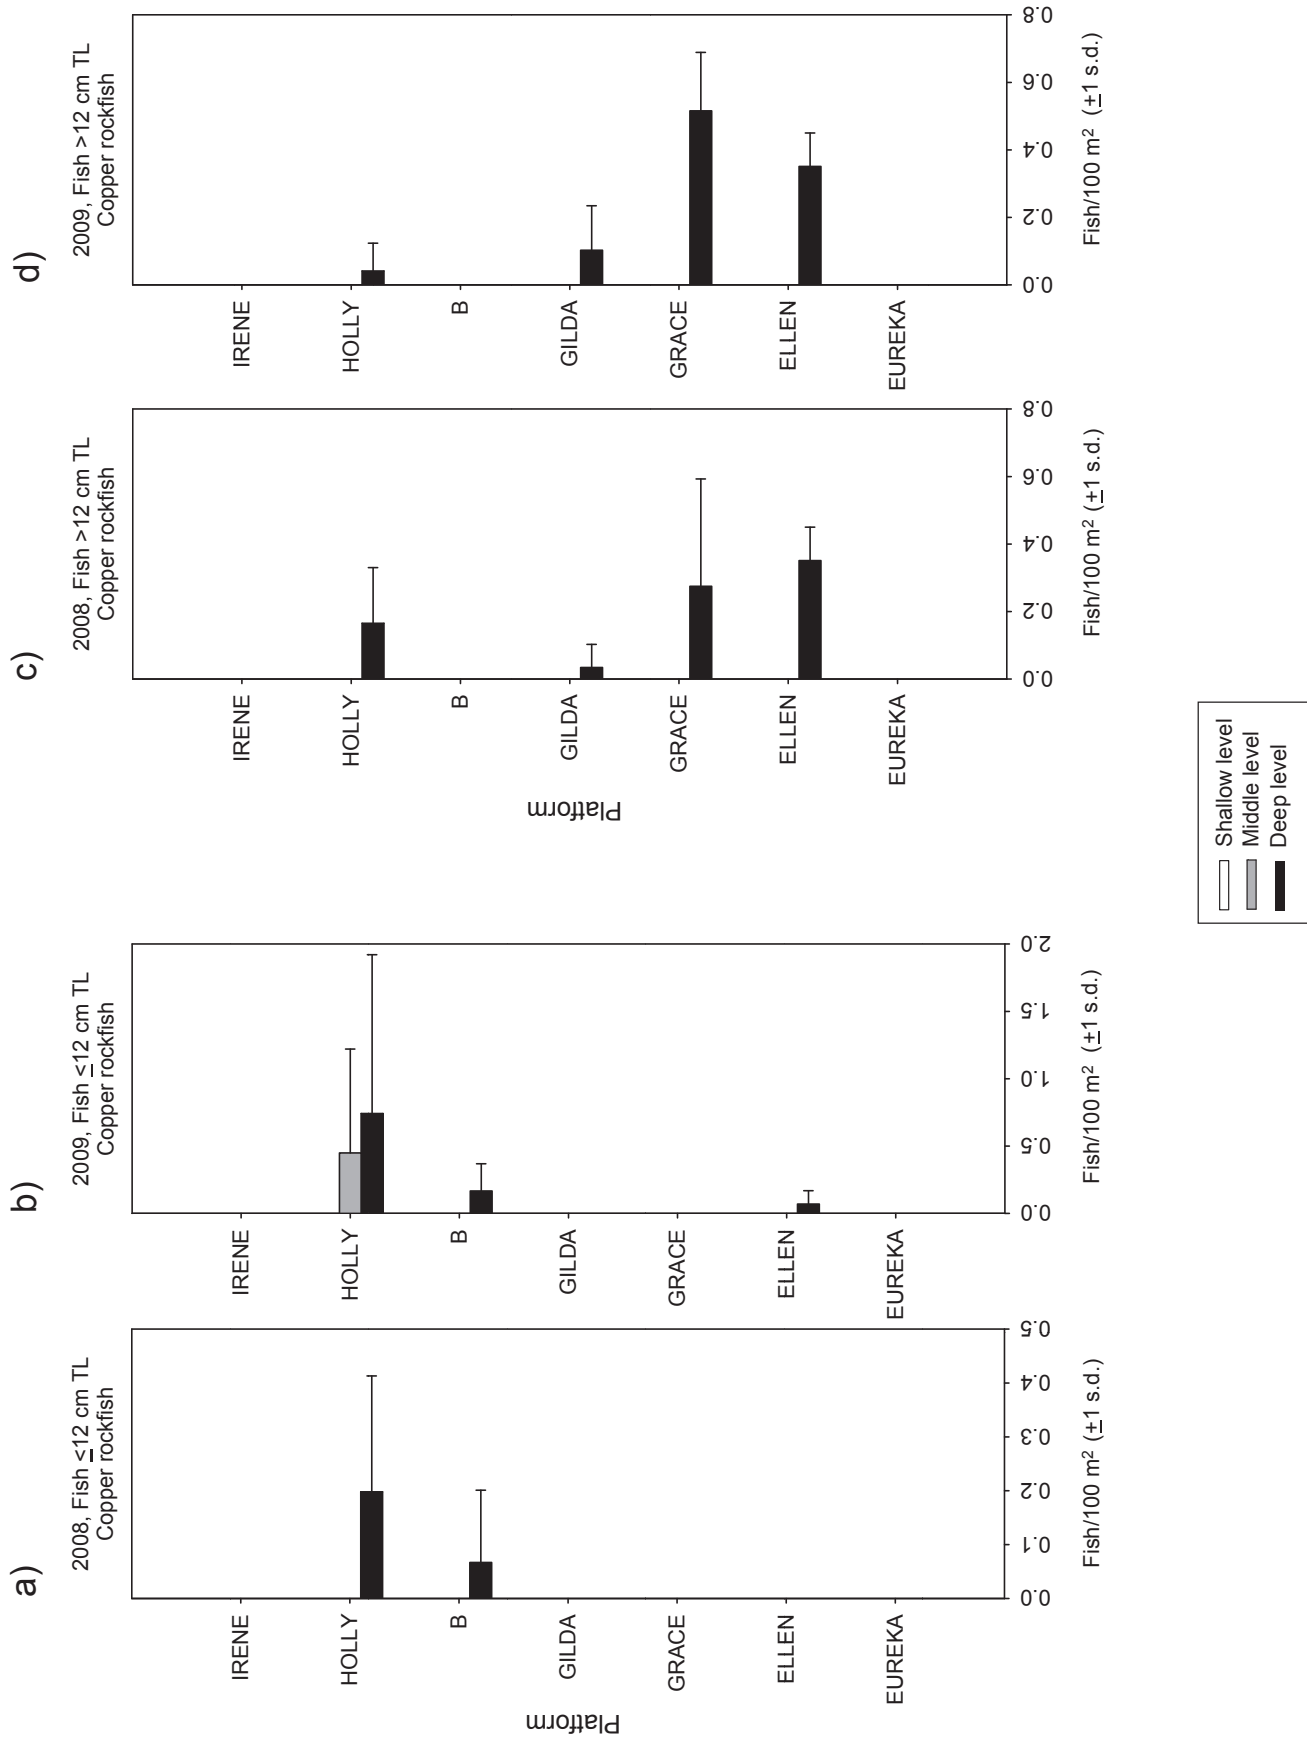 a)
2008, Fish ≤12 cm TL
Copper rockfish
IRENE
HOLLY
B
GILDA
GRACE
ELLEN
EUREKA
Platform
0.0
0.1
0.2
0.3
0.4
0.5
Fish/100 m² (±1 s.d.)
b)
2009, Fish ≤12 cm TL
Copper rockfish
IRENE
HOLLY
B
GILDA
GRACE
ELLEN
EUREKA
0.0
0.5
1.0
1.5
2.0
Fish/100 m² (±1 s.d.)
c)
2008, Fish >12 cm TL
Copper rockfish
IRENE
HOLLY
B
GILDA
GRACE
ELLEN
EUREKA
Platform
0.0
0.2
0.4
0.6
0.8
Fish/100 m² (±1 s.d.)
d)
2009, Fish >12 cm TL
Copper rockfish
IRENE
HOLLY
B
GILDA
GRACE
ELLEN
EUREKA
0.0
0.2
0.4
0.6
0.8
Fish/100 m² (±1 s.d.)
Shallow level
Middle level
Deep level